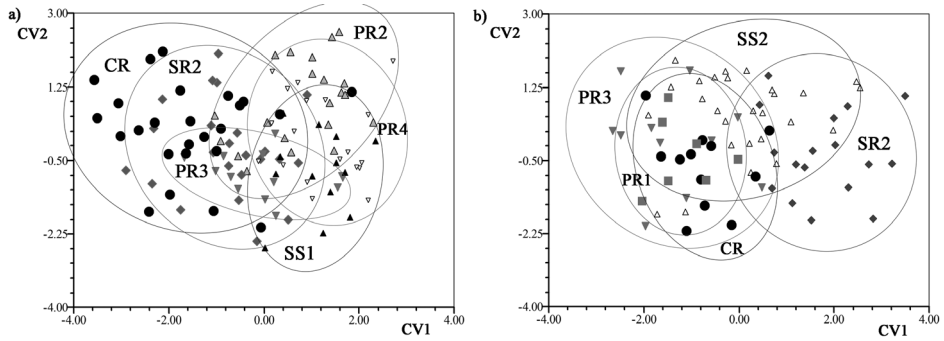 a)
CV2
3.00
1.25
-0.50
-2.25
-4.00
-4.00
-2.00
0.00
2.00
4.00
CV1
CR
SR2
PR2
PR4
PR3
SS1
b)
CV2
3.00
1.25
-0.50
-2.25
-4.00
-4.00
-2.00
0.00
2.00
4.00
CV1
SS2
PR3
SR2
PR1
CR